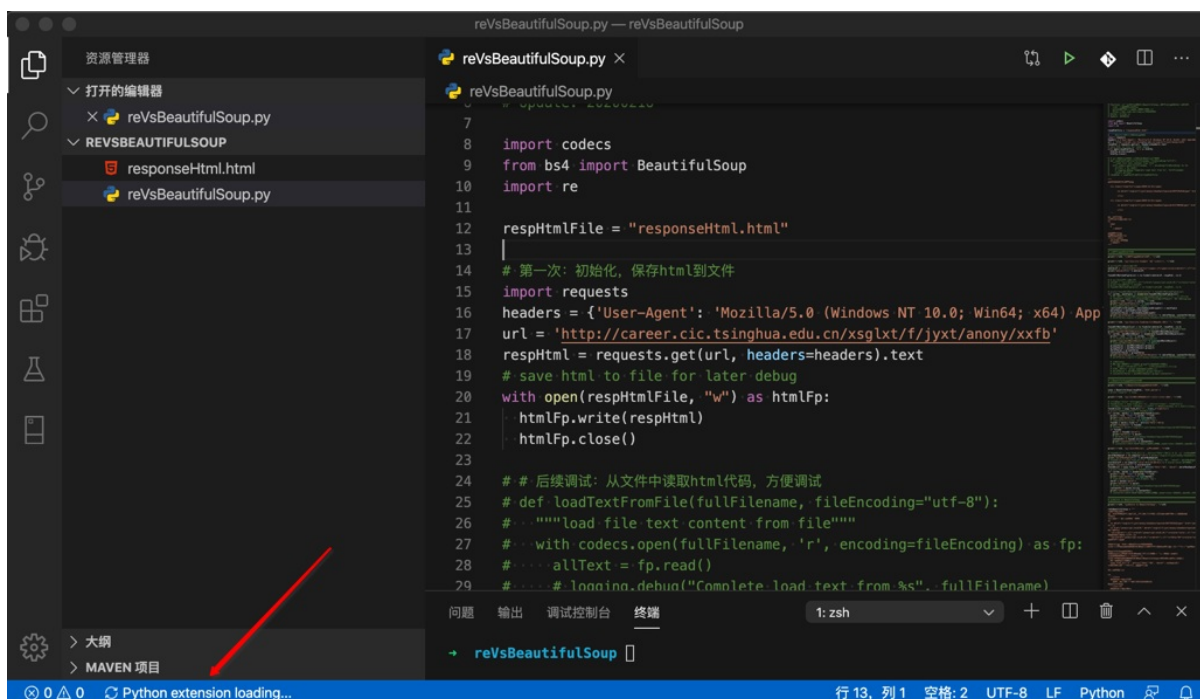 reVsBeautifulSoup.py — reVsBeautifulSoup
资源管理器
打开的编辑器
reVsBeautifulSoup.py
REVSBEAUTIFULSOUP
responseHtml.html
reVsBeautifulSoup.py
大纲
MAVEN 项目
reVsBeautifulSoup.py
reVsBeautifulSoup.py
7
8 import codecs
9 from bs4 import BeautifulSoup
10 import re
11
12 respHtmlFile = "responseHtml.html"
13
14 # 第一次：初始化，保存html到文件
15 import requests
16 headers = {'User-Agent': 'Mozilla/5.0 (Windows NT 10.0; Win64; x64) App
17 url = 'http://career.cic.tsinghua.edu.cn/xsglxt/f/jyxt/anony/xxfb'
18 respHtml = requests.get(url, headers=headers).text
19 # save html to file for later debug
20 with open(respHtmlFile, "w") as htmlFp:
21 htmlFp.write(respHtml)
22 htmlFp.close()
23
24 # # 后续调试：从文件中读取html代码，方便调试
25 # def loadTextFromFile(fullFilename, fileEncoding="utf-8"):
26 # """load file text content from file"""
27 # with codecs.open(fullFilename, 'r', encoding=fileEncoding) as fp:
28 # allText = fp.read()
29 # # logging.debug("Complete load text from %s", fullFilename)
问题 输出 调试控制台 终端 1: zsh
→ reVsBeautifulSoup
0 0 Python extension loading... 行 13，列 1 空格: 2 UTF-8 LF Python